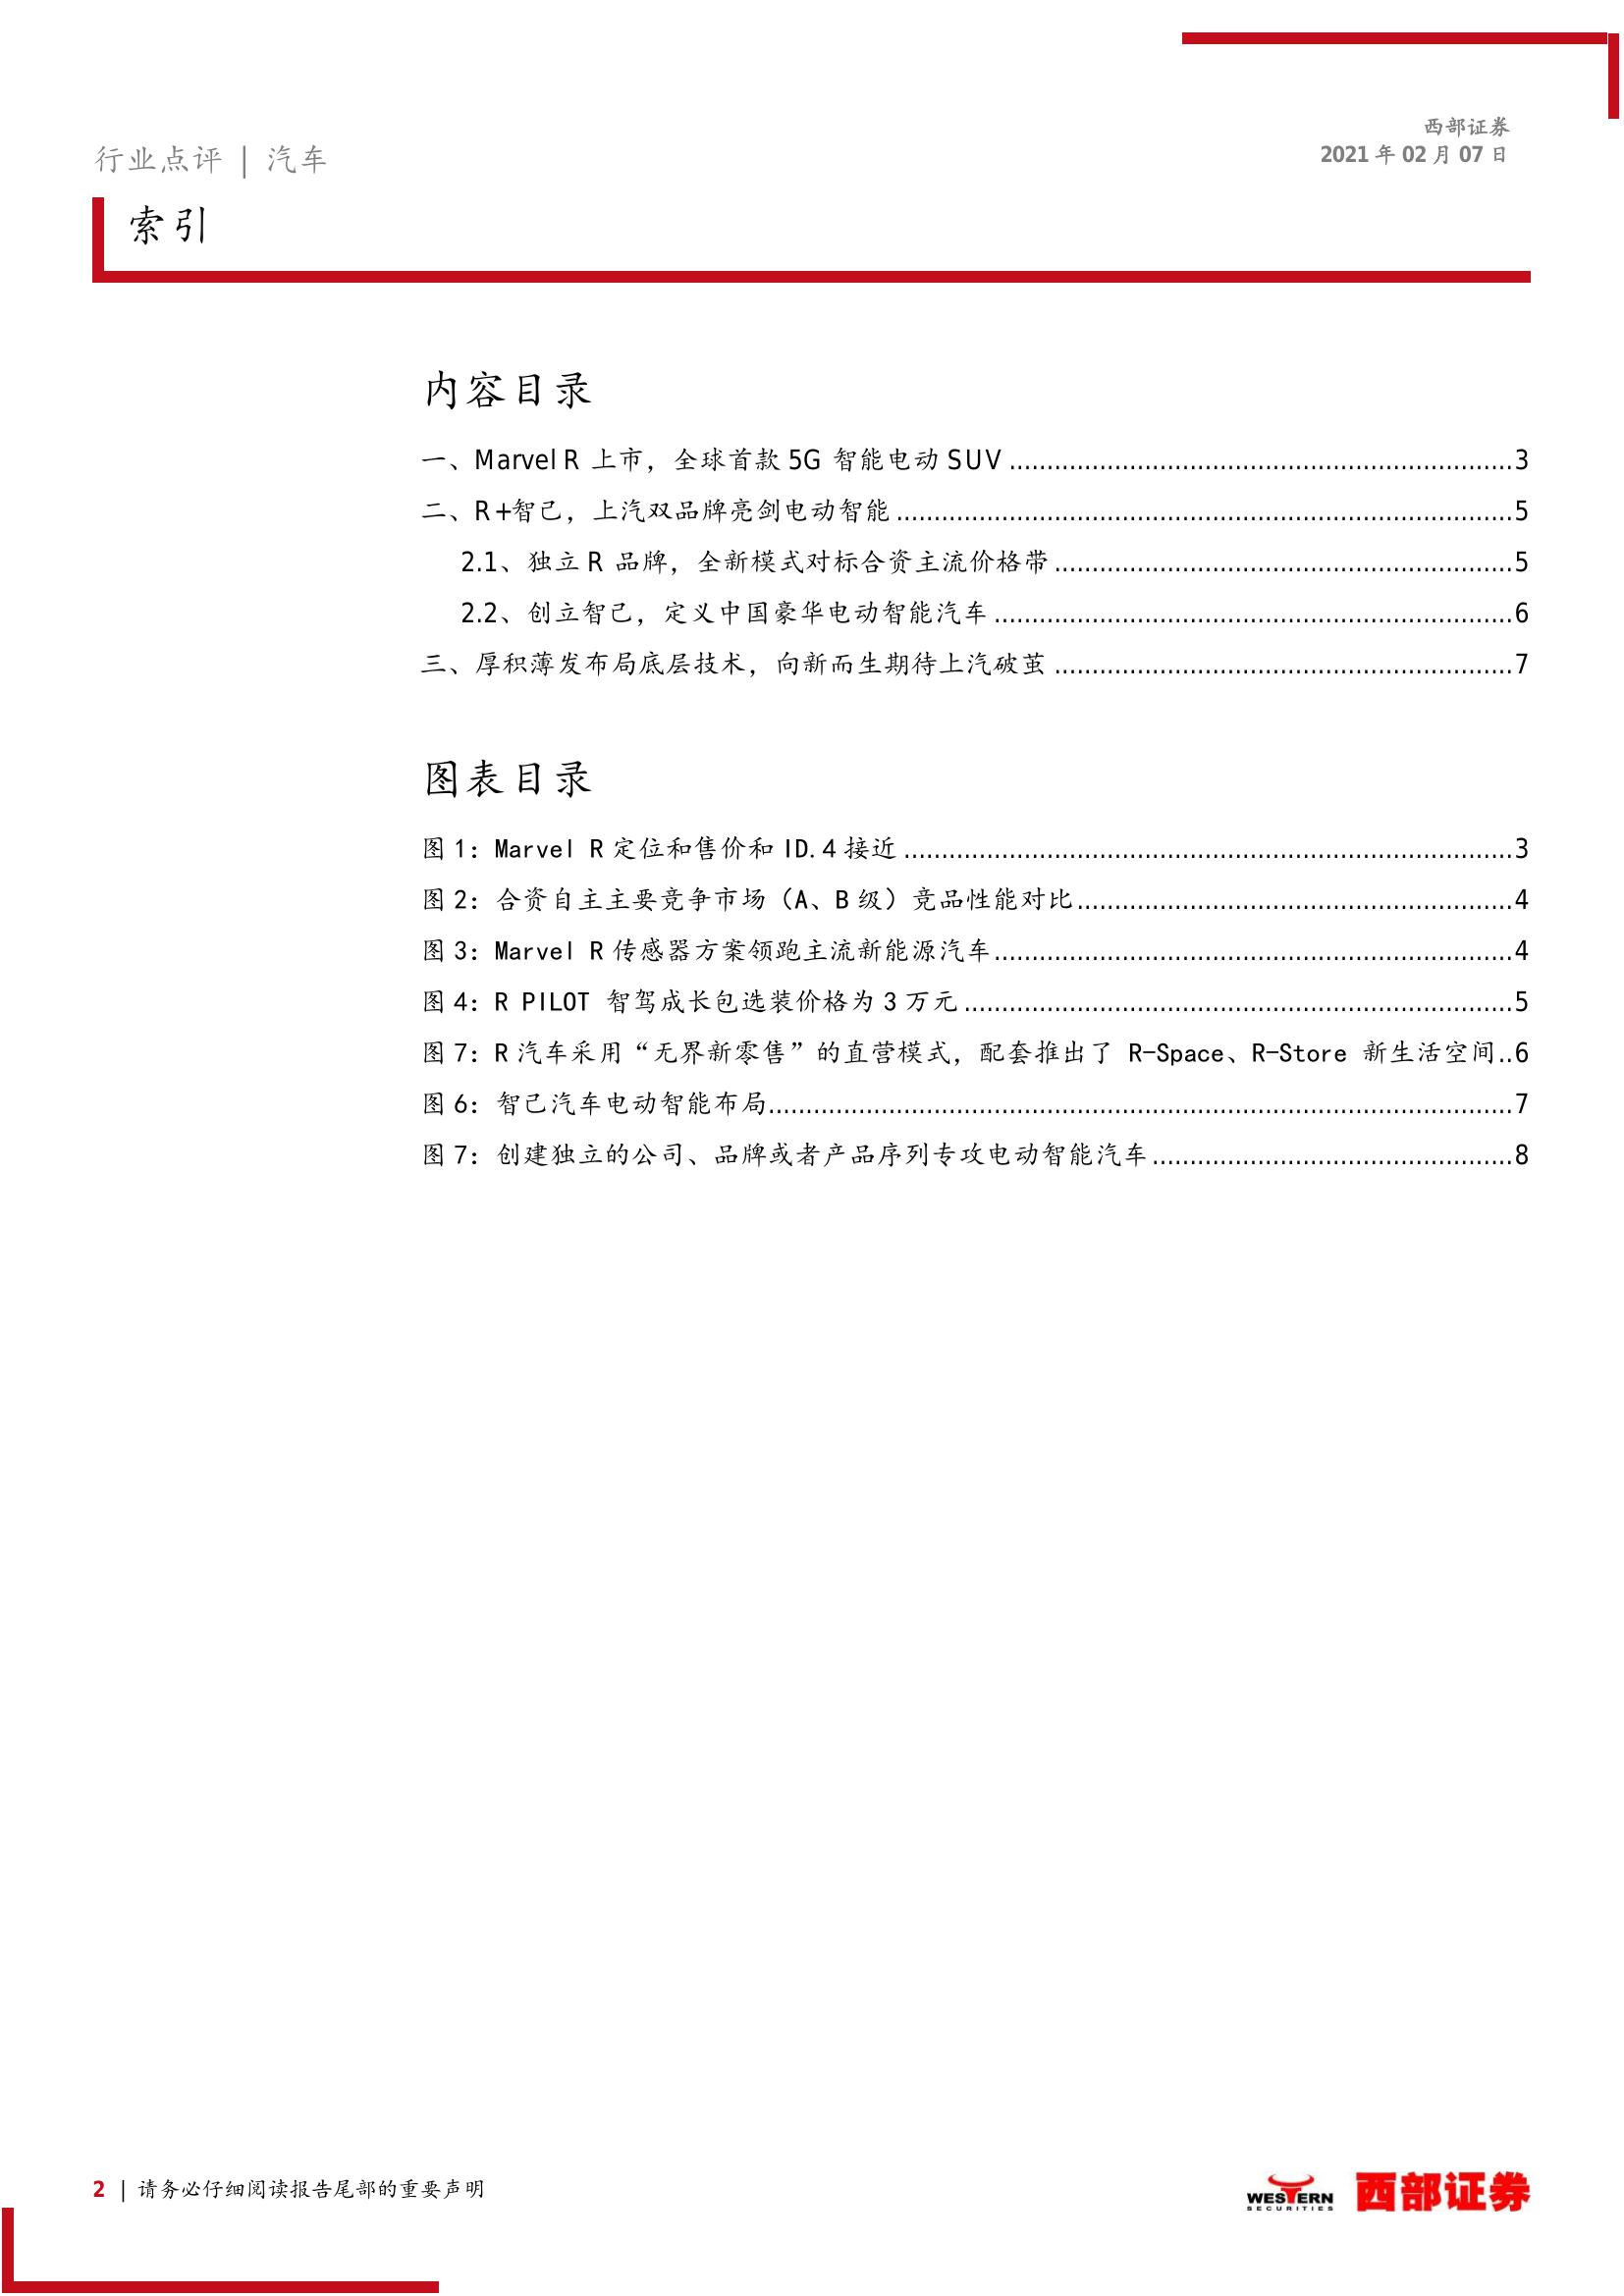 西部证券
2021 年 02 月 07 日
行业点评 | 汽车
索引
内容目录
一、Marvel R 上市，全球首款 5G 智能电动 SUV ........................................................ 3
二、R+智己，上汽双品牌亮剑电动智能 ........................................................ 5
2.1、独立 R 品牌，全新模式对标合资主流价格带 ........................................................ 5
2.2、创立智己，定义中国豪华电动智能汽车 ........................................................ 6
三、厚积薄发布局底层技术，向新而生期待上汽破茧 ........................................................ 7
图表目录
图 1：Marvel R 定位和售价和 ID.4 接近 ........................................................ 3
图 2：合资自主主要竞争市场（A、B 级）竞品性能对比 ........................................................ 4
图 3：Marvel R 传感器方案领跑主流新能源汽车 ........................................................ 4
图 4：R PILOT 智驾成长包选装价格为 3 万元 ........................................................ 5
图 7：R 汽车采用“无界新零售”的直营模式，配套推出了 R-Space、R-Store 新生活空间..6
图 6：智己汽车电动智能布局 ........................................................ 7
图 7：创建独立的公司、品牌或者产品序列专攻电动智能汽车 ........................................................ 8
2 | 请务必仔细阅读报告尾部的重要声明
WESTERN
SECURITIES
西部证券